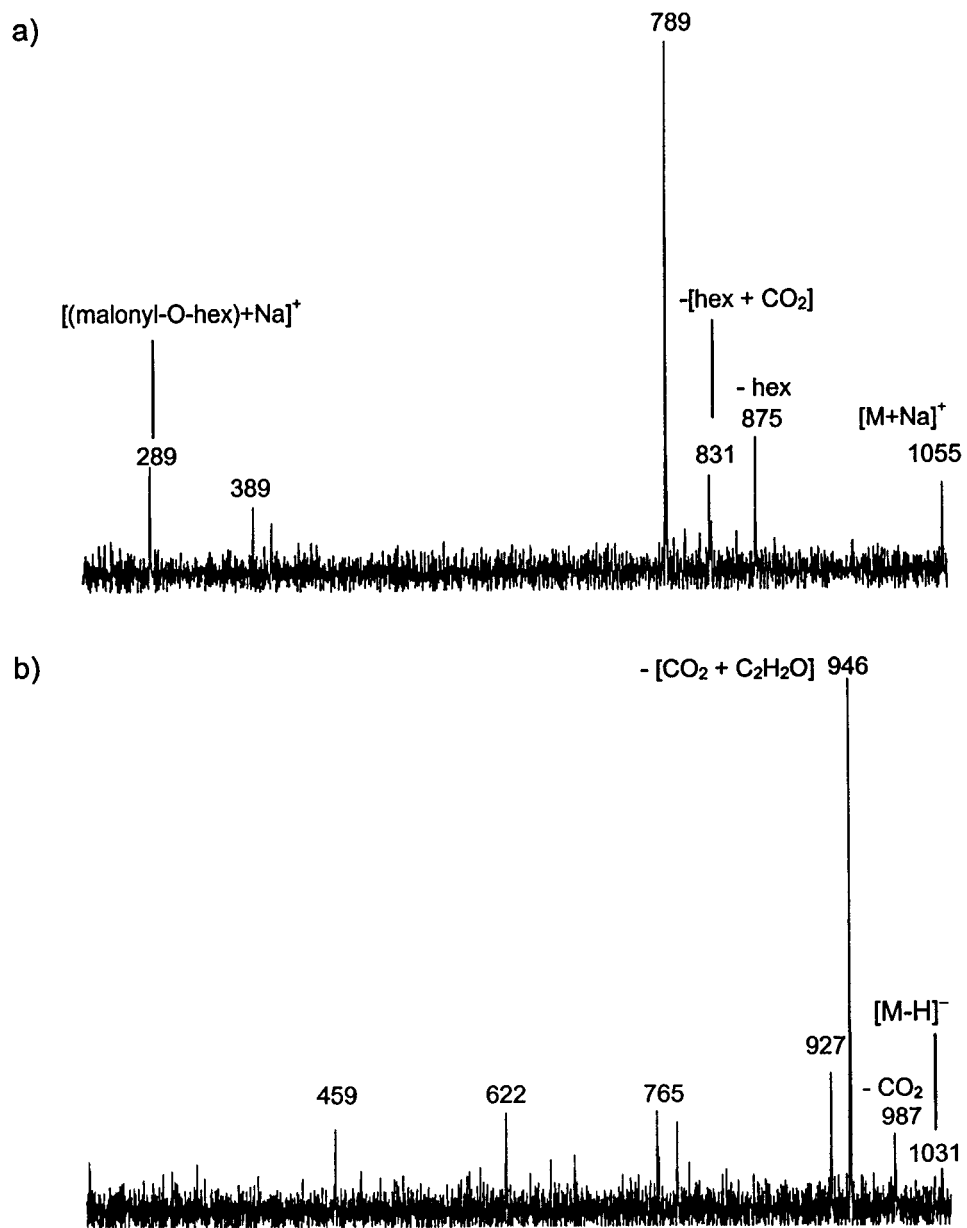 a)
789
[(malonyl-O-hex)+Na]⁺
-[hex + CO₂]
- hex
875
[M+Na]⁺
289
389
831
1055
b)
- [CO₂ + C₂H₂O] 946
[M-H]⁻
927
- CO₂
987
459
622
765
1031